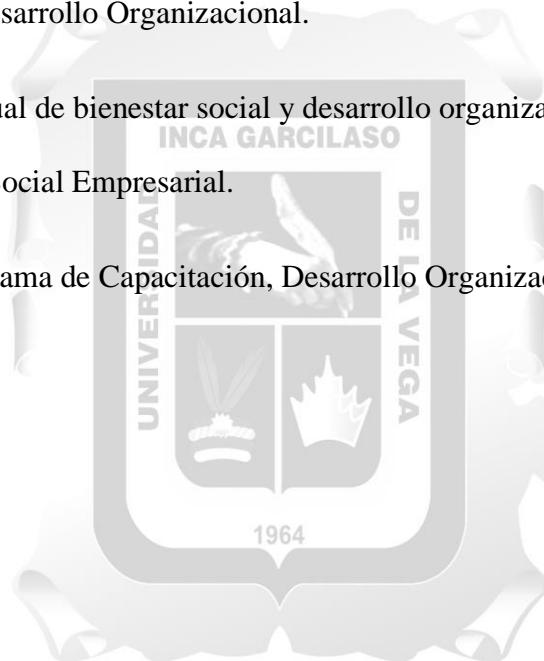 sarrollo Organizacional.
ual de bienestar social y desarrollo organiza
INCA GARCILASO
ocial Empresarial.
UNIVERSIDAD
DE LA VEGA
ama de Capacitación, Desarrollo Organiza
1964